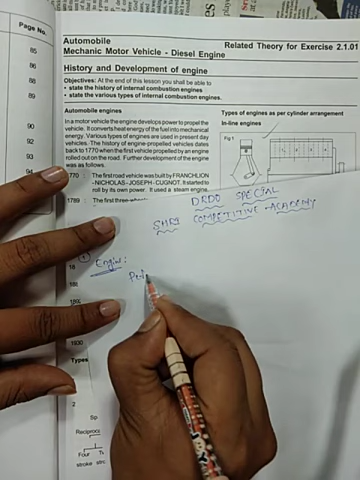 Page No.
85
86
88
89
90
92
93
94
Automobile
Mechanic Motor Vehicle - Diesel Engine
Related Theory for Exercise 2.1.01
History and Development of engine
Objectives: At the end of this lesson you shall be able to
• state the history of internal combustion engines
• state the various types of internal combustion engines.
Automobile engines
In a motor vehicle the engine develops power to propel the
vehicle. It converts heat energy of the fuel into mechanical
energy. Various types of engines are used in present day
vehicles. The history of engine-propelled vehicles dates
back to 1770 when the first vehicle propelled by an engine
rolled out on the road. Further development of the engine
was as follows.
1770 : The first road vehicle was built by FRANCHLION
- NICHOLAS - JOSEPH - CUGNOT. It started to
roll by its own power. It used a steam engine.
1789 : The first three-
Types of engines as per cylinder arrangement
In-line engines
Fig 1
DRDO SPECIAL
SMRI COMPETITIVE ACADEMY
1 Engine:
18
188
189
1930
Types
2
Sp
Reciproc
Four
stroke